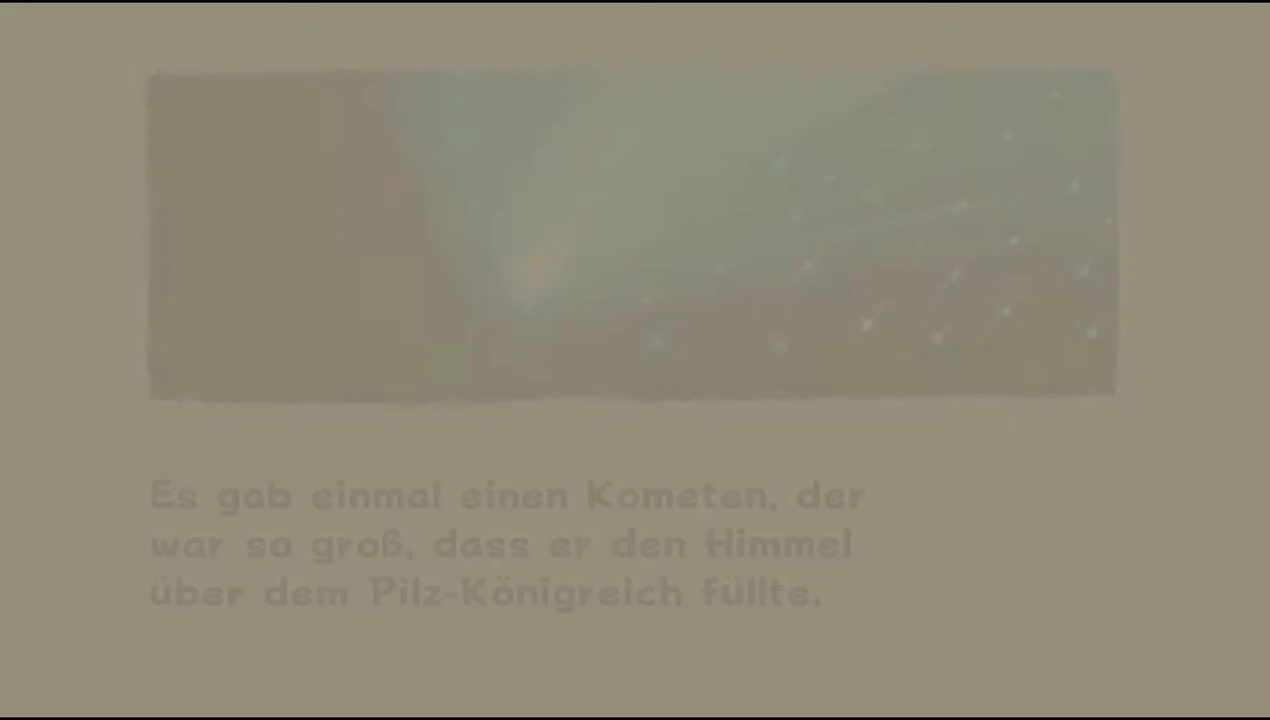 Es gab einmal einen Kometen, der
war so groß, dass er den Himmel
über dem Pilz-Königreich füllte.